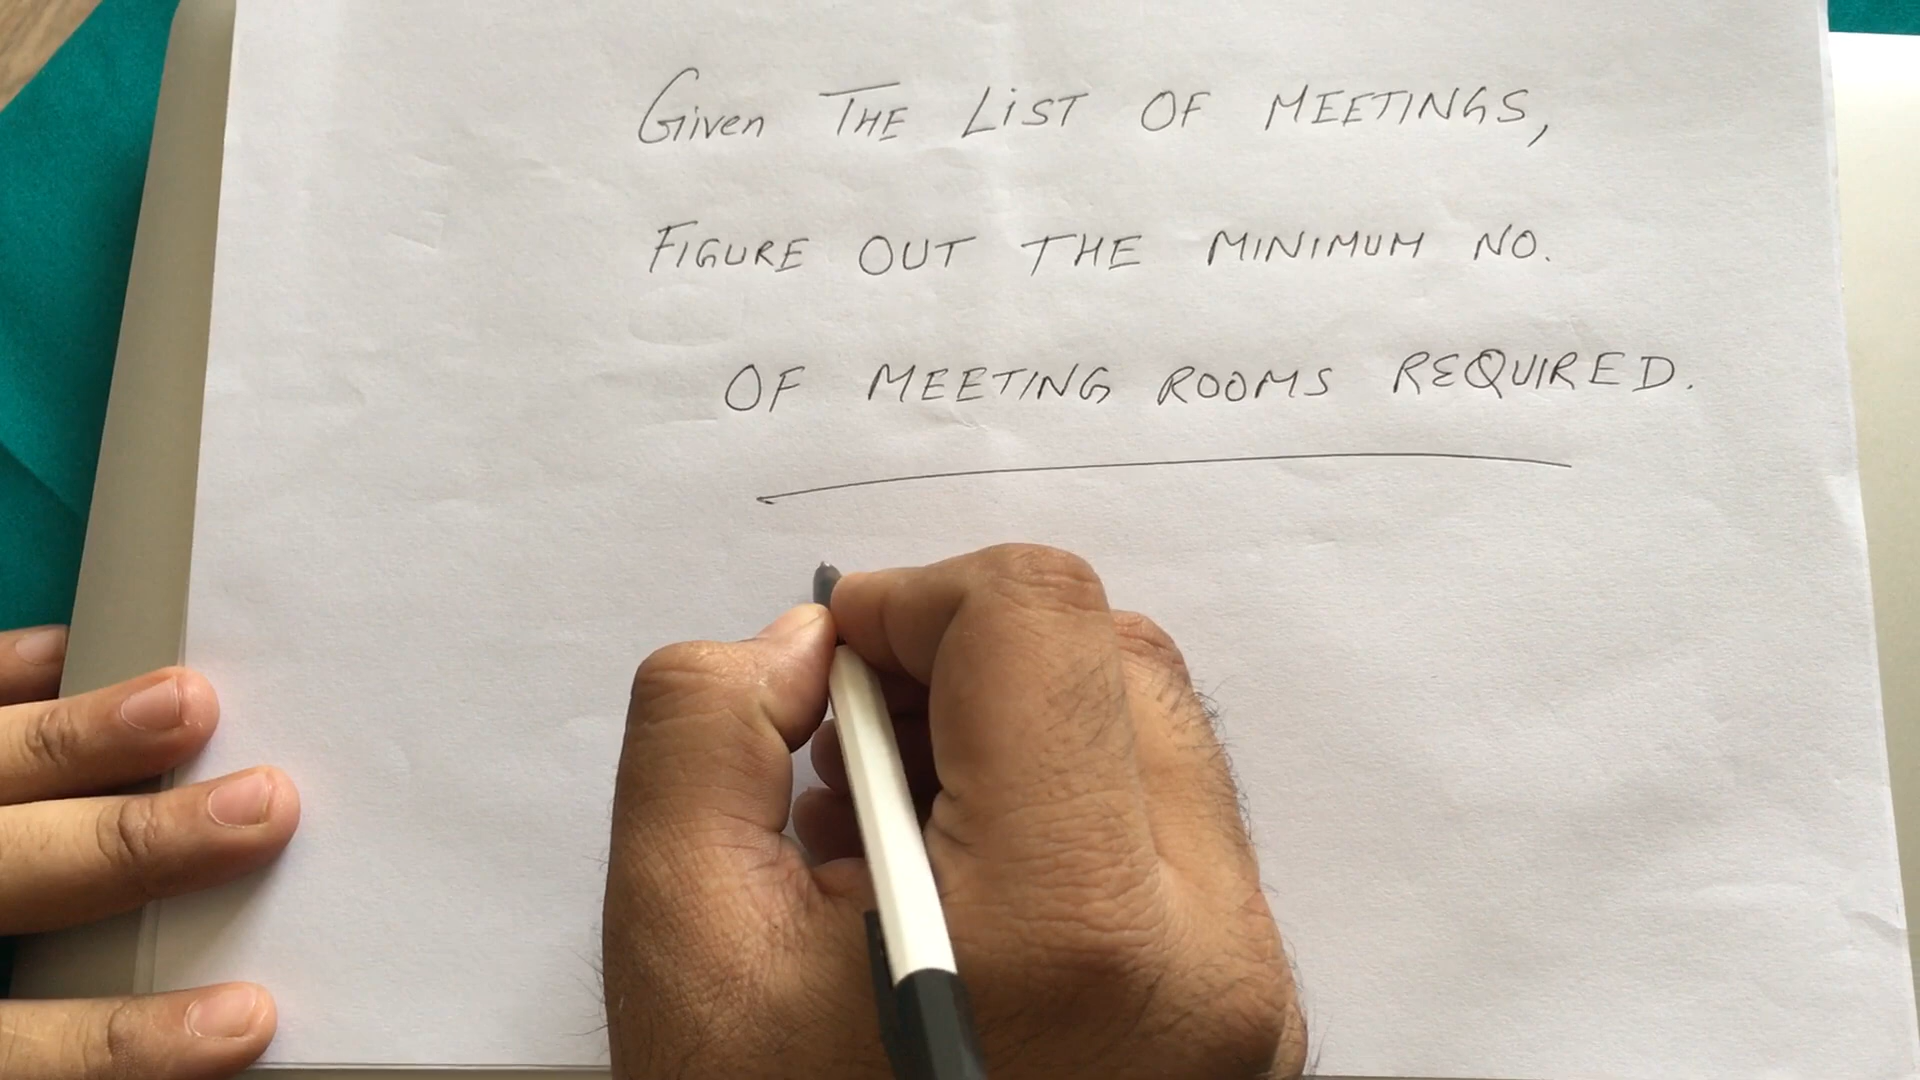 Given THE LiST OF MEETINGS,
FIGURE OUT THE MINIMUM NO.
OF MEETING ROOMS REQUIRED.